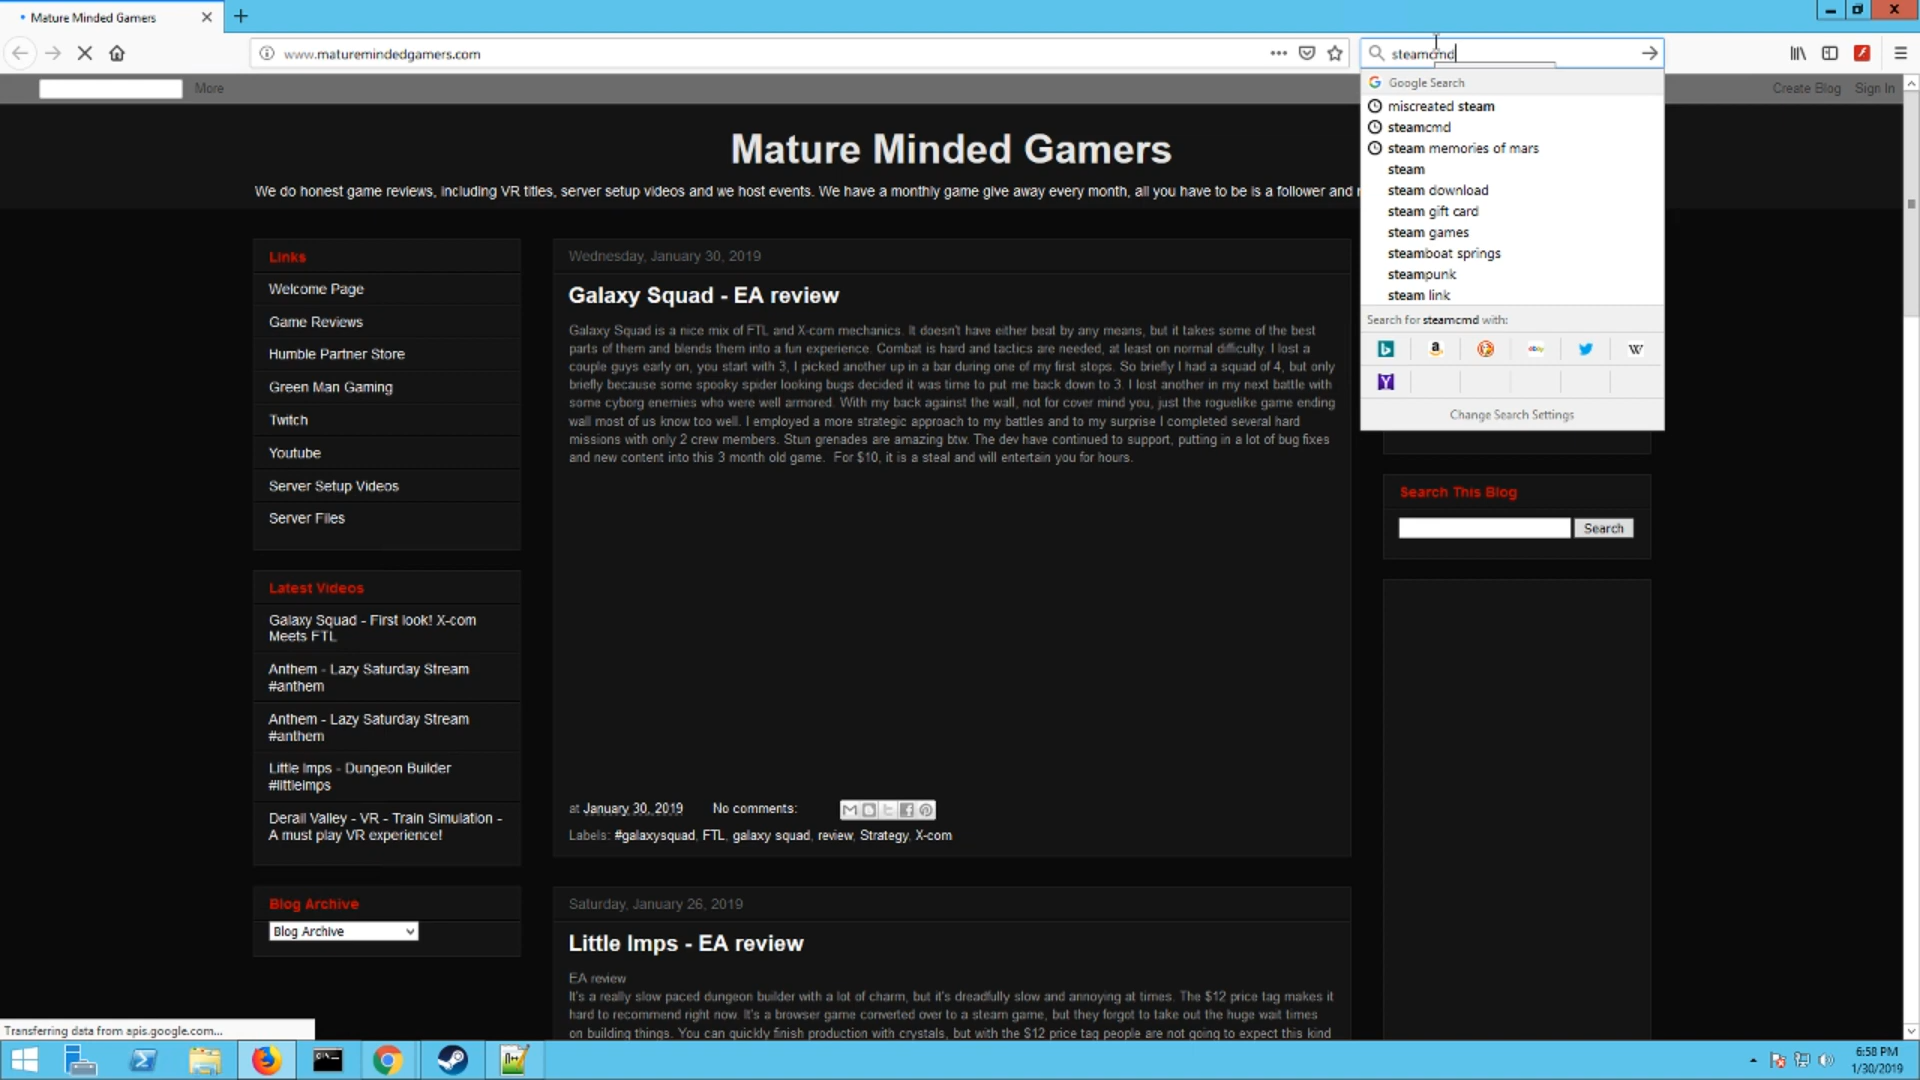 Mature Minded Gamers
www.matureminded​gamers.com
steamcmd
Google Search
miscreated steam
steamcmd
steam memories of mars
steam
steam download
steam gift card
steam games
steamboat springs
steampunk
steam link
Search for steamcmd with:
Change Search Settings
More
Create Blog
Sign In
Mature Minded Gamers
We do honest game reviews, including VR titles, server setup videos and we host events. We have a monthly game give away every month, all you have to be is a follower and
Links
Welcome Page
Game Reviews
Humble Partner Store
Green Man Gaming
Twitch
Youtube
Server Setup Videos
Server Files
Latest Videos
Galaxy Squad - First look! X-com
Meets FTL
Anthem - Lazy Saturday Stream
#anthem
Anthem - Lazy Saturday Stream
#anthem
Little Imps - Dungeon Builder
#littleimps
Derail Valley - VR - Train Simulation -
A must play VR experience!
Blog Archive
Blog Archive
Wednesday, January 30, 2019
Galaxy Squad - EA review
Galaxy Squad is a nice mix of FTL and X-com mechanics. It doesn't have either beat by any means, but it takes some of the best
parts of them and blends them into a fun experience. Combat is hard and tactics are needed, at least on normal difficulty. I lost a
couple guys early on, you start with 3, I picked another up in a bar during one of my first stops. So briefly I had a squad of 4, but only
briefly because some spooky spider looking bugs decided it was time to put me back down to 3. I lost another in my next battle with
some cyborg enemies who were well armored. With my back against the wall, not for cover mind you, just the roguelike game ending
wall most of us know too well. I employed a more strategic approach to my battles and to my surprise I completed several hard
missions with only 2 crew members. Stun grenades are amazing btw. The dev have continued to support, putting in a lot of bug fixes
and new content into this 3 month old game. For $10, it is a steal and will entertain you for hours.
at January 30, 2019 No comments:
Labels: #galaxysquad, FTL, galaxy squad, review, Strategy, X-com
Saturday, January 26, 2019
Little Imps - EA review
EA review
It's a really slow paced dungeon builder with a lot of charm, but it's dreadfully slow and annoying at times. The $12 price tag makes it
hard to recommend right now. It's a browser game converted over to a steam game, but they forgot to take out the huge wait times
on building things. You can quickly finish production with crystals, but with the $12 price tag people are not going to expect this kind
Search This Blog
Search
Transferring data from apis.google.com...
6:58 PM
1/30/2019